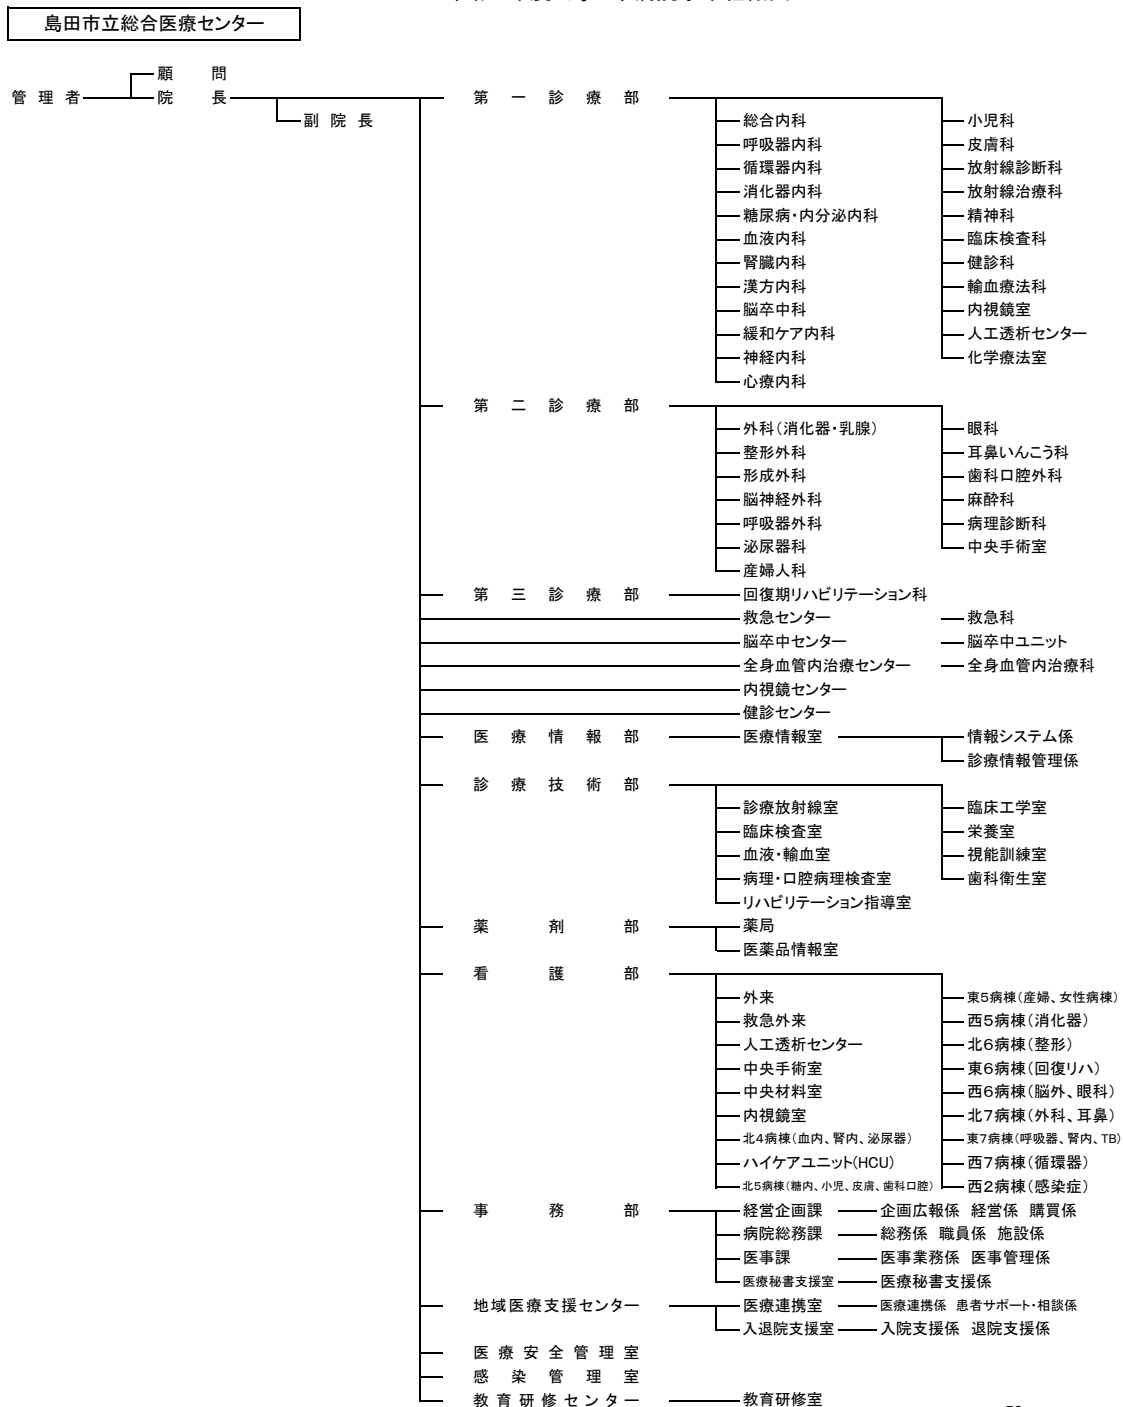 島田市立総合医療センター
顧問
管理者 院長 第一診療部
副院長
総合内科 小児科
呼吸器内科 皮膚科
循環器内科 放射線診断科
消化器内科 放射線治療科
糖尿病・内分泌内科 精神科
血液内科 臨床検査科
腎臓内科 健診科
漢方内科 輸血療法科
脳卒中科 内視鏡室
緩和ケア内科 人工透析センター
神経内科 化学療法室
心療内科
第二診療部
外科(消化器・乳腺) 眼科
整形外科 耳鼻いんこう科
形成外科 歯科口腔外科
脳神経外科 麻酔科
呼吸器外科 病理診断科
泌尿器科 中央手術室
産婦人科
第三診療部 回復期リハビリテーション科
救急センター 救急科
脳卒中センター 脳卒中ユニット
全身血管内治療センター 全身血管内治療科
内視鏡センター
健診センター
医療情報部 医療情報室 情報システム係
診療情報管理係
診療技術部
診療放射線室 臨床工学室
臨床検査室 栄養室
血液・輸血室 視能訓練室
病理・口腔病理検査室 歯科衛生室
リハビリテーション指導室
薬剤部 薬局
医薬品情報室
看護部
外来 東5病棟(産婦、女性病棟)
救急外来 西5病棟(消化器)
人工透析センター 北6病棟(整形)
中央手術室 東6病棟(回復リハ)
中央材料室 西6病棟(脳外、眼科)
内視鏡室 北7病棟(外科、耳鼻)
北4病棟(血内、腎内、泌尿器) 東7病棟(呼吸器、腎内、TB)
ハイケアユニット(HCU) 西7病棟(循環器)
北5病棟(糖内、小児、皮膚、歯科口腔) 西2病棟(感染症)
事務部 経営企画課 企画広報係 経営係 購買係
病院総務課 総務係 職員係 施設係
医事課 医事業務係 医事管理係
医療秘書支援室 医療秘書支援係
地域医療支援センター 医療連携室 医療連携係 患者サポート・相談係
入退院支援室 入院支援係 退院支援係
医療安全管理室
感染管理室
教育研修センター 教育研修室